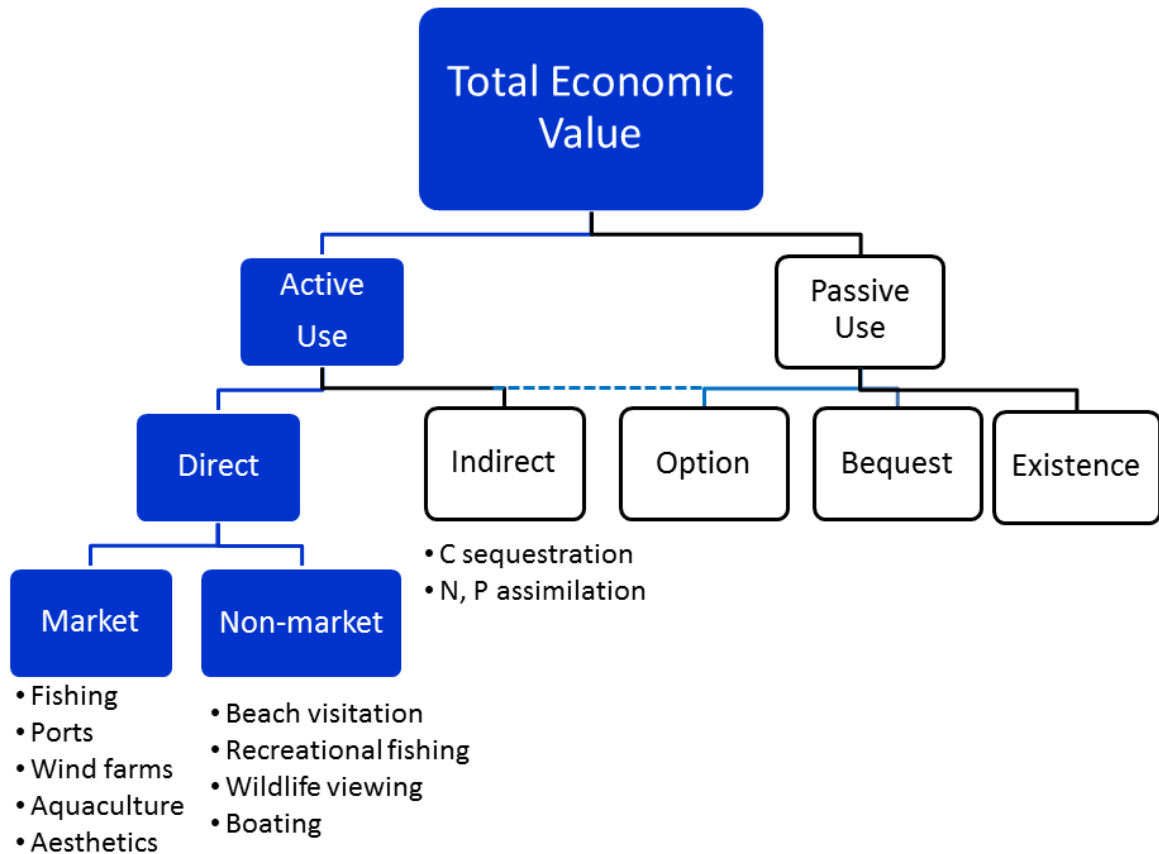 Total Economic
Value
Active
Use
Passive
Use
Direct
Indirect
Option
Bequest
Existence
• C sequestration
• N, P assimilation
Market
Non-market
• Fishing
• Ports
• Wind farms
• Aquaculture
• Aesthetics
• Beach visitation
• Recreational fishing
• Wildlife viewing
• Boating